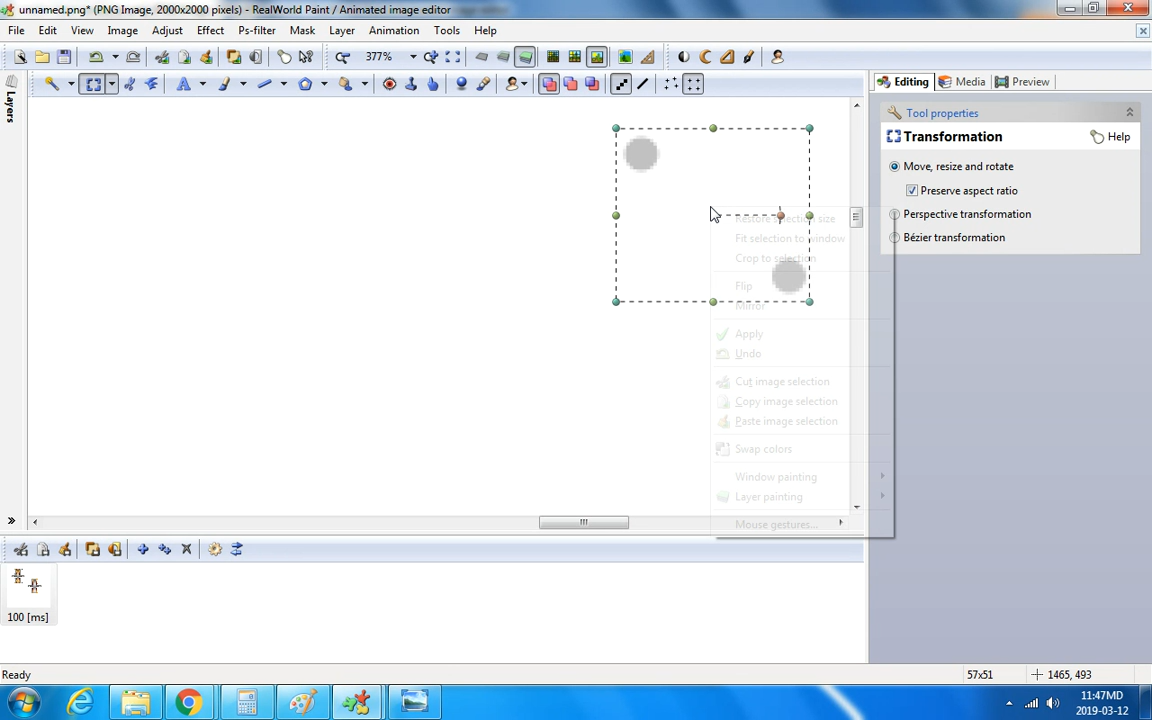 unnamed.png* (PNG Image, 2000x2000 pixels) - RealWorld Paint / Animated image editor
File Edit View Image Adjust Effect Ps-filter Mask Layer Animation Tools Help
377%
Layers
Editing Media Preview
Tool properties
Transformation Help
Move, resize and rotate
Preserve aspect ratio
Perspective transformation
Bézier transformation
Restore selection size
Fit selection to window
Crop to selection
Flip
Mirror
Apply
Undo
Cut image selection
Copy image selection
Paste image selection
Swap colors
Window painting
Layer painting
Mouse gestures...
100 [ms]
Ready 57x51 1465, 493
11:47MD
2019-03-12